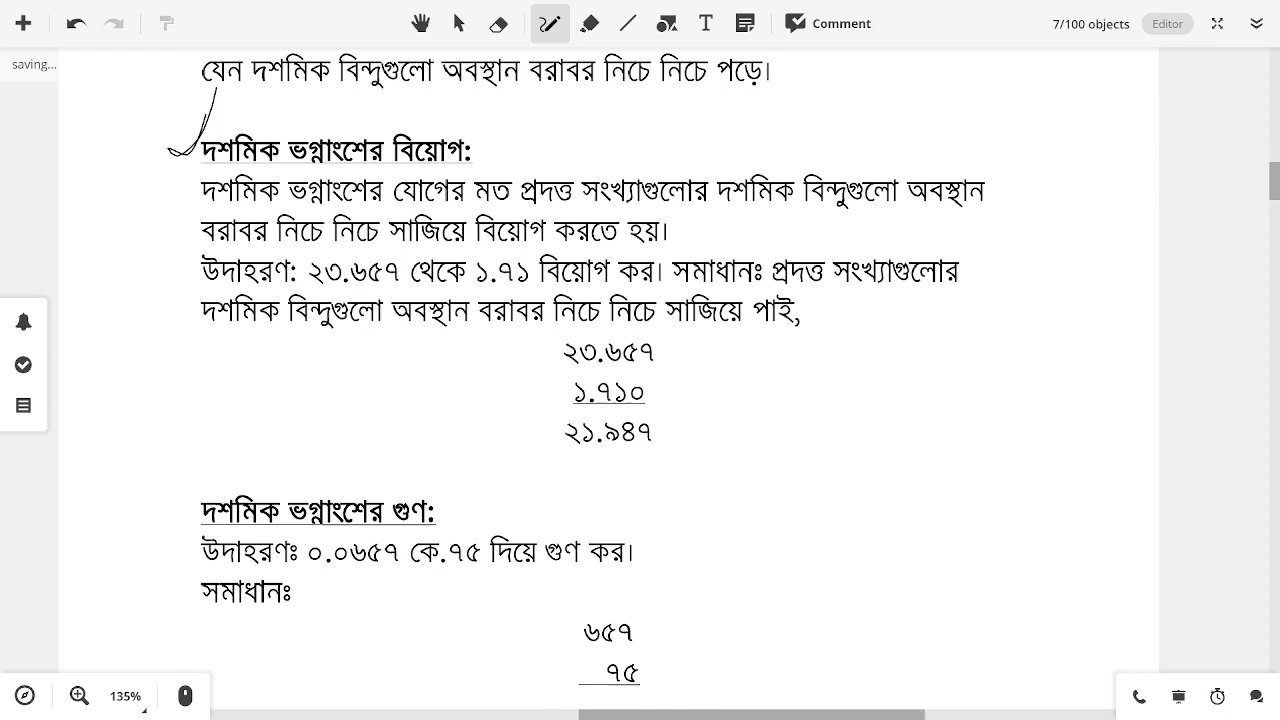 Comment
7/100 objects
Editor
saving...
যেন দশমিক বিন্দুগুলো অবস্থান বরাবর নিচে নিচে পড়ে।
দশমিক ভগ্নাংশের বিয়োগ:
দশমিক ভগ্নাংশের যোগের মত প্রদত্ত সংখ্যাগুলোর দশমিক বিন্দুগুলো অবস্থান
বরাবর নিচে নিচে সাজিয়ে বিয়োগ করতে হয়।
উদাহরণ: ২৩.৬৫৭ থেকে ১.৭১ বিয়োগ কর। সমাধানঃ প্রদত্ত সংখ্যাগুলোর
দশমিক বিন্দুগুলো অবস্থান বরাবর নিচে নিচে সাজিয়ে পাই,
২৩.৬৫৭
১.৭১০
২১.৯৪৭
দশমিক ভগ্নাংশের গুণ:
উদাহরণঃ ০.০৬৫৭ কে.৭৫ দিয়ে গুণ কর।
সমাধানঃ
৬৫৭
৭৫
135%